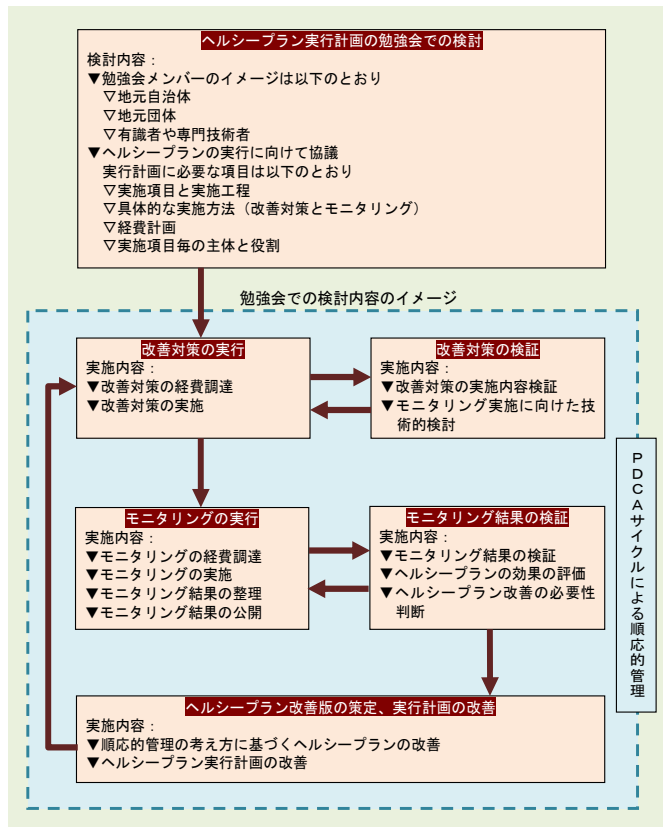 ヘルシープラン実行計画の勉強会での検討
検討内容：
▼勉強会メンバーのイメージは以下のとおり
▽地元自治体
▽地元団体
▽有識者や専門技術者
▼ヘルシープランの実行に向けて協議
実行計画に必要な項目は以下のとおり
▽実施項目と実施工程
▽具体的な実施方法（改善対策とモニタリング）
▽経費計画
▽実施項目毎の主体と役割
勉強会での検討内容のイメージ
改善対策の実行
実施内容：
▼改善対策の経費調達
▼改善対策の実施
改善対策の検証
実施内容：
▼改善対策の実施内容検証
▼モニタリング実施に向けた技
術的検討
モニタリングの実行
実施内容：
▼モニタリングの経費調達
▼モニタリングの実施
▼モニタリング結果の整理
▼モニタリング結果の公開
モニタリング結果の検証
実施内容：
▼モニタリング結果の検証
▼ヘルシープランの効果の評価
▼ヘルシープラン改善の必要性
判断
ヘルシープラン改善版の策定、実行計画の改善
実施内容：
▼順応的管理の考え方に基づくヘルシープランの改善
▼ヘルシープラン実行計画の改善
ＰＤＣＡサイクルによる順応的管理